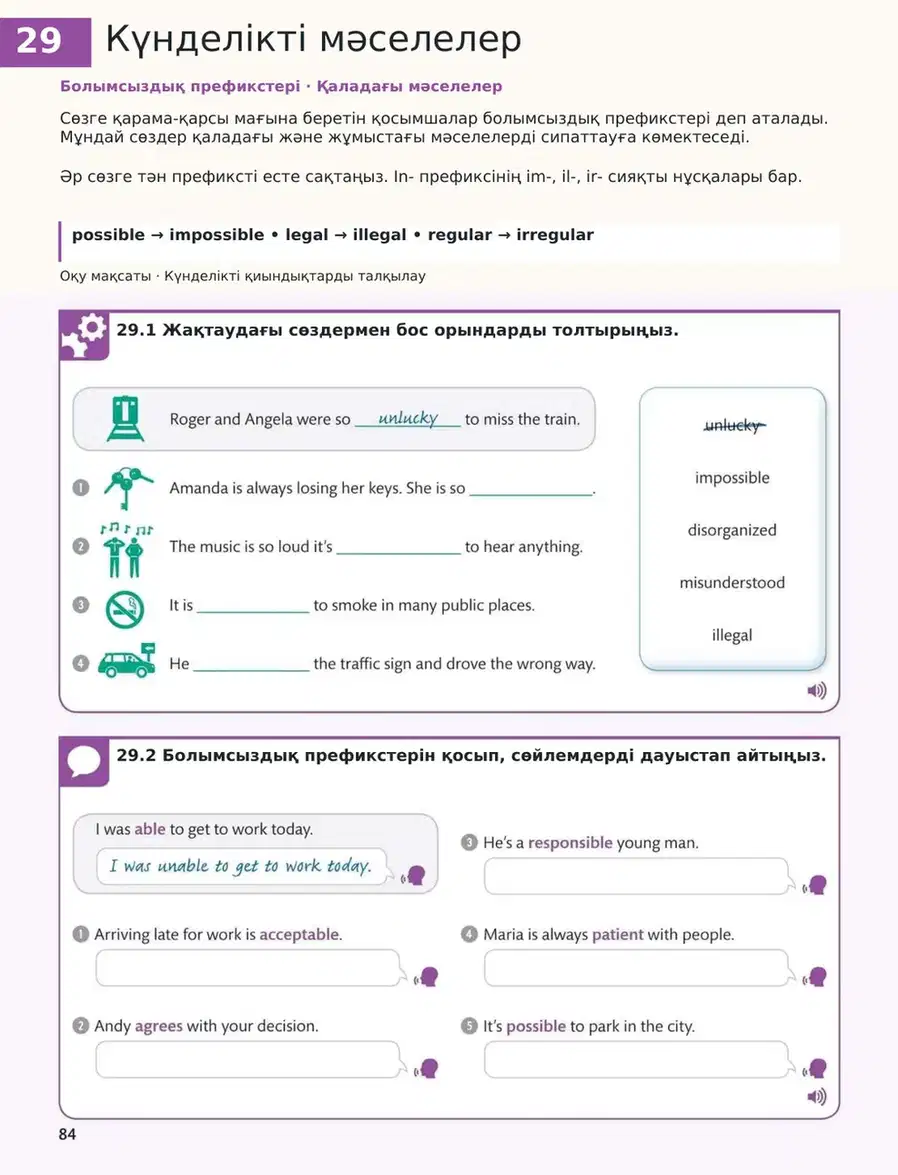 29 Күнделікті мәселелер
Болымсыздық префикстері · Қаладағы мәселелер
Сөзге қарама-қарсы мағына беретін қосымшалар болымсыздық префикстері деп аталады.
Мұндай сөздер қаладағы және жұмыстағы мәселелерді сипаттауға көмектеседі.
Әр сөзге тән префиксті есте сақтаңыз. In- префиксінің im-, il-, ir- сияқты нұсқалары бар.
possible → impossible • legal → illegal • regular → irregular
Оқу мақсаты · Күнделікті қиындықтарды талқылау
29.1 Жақтаудағы сөздермен бос орындарды толтырыңыз.
Roger and Angela were so unlucky to miss the train.
1 Amanda is always losing her keys. She is so ____________.
2 The music is so loud it's ____________ to hear anything.
3 It is ____________ to smoke in many public places.
4 He ____________ the traffic sign and drove the wrong way.
unlucky
impossible
disorganized
misunderstood
illegal
29.2 Болымсыздық префикстерін қосып, сөйлемдерді дауыстап айтыңыз.
I was able to get to work today.
I was unable to get to work today.
1 Arriving late for work is acceptable.
2 Andy agrees with your decision.
3 He's a responsible young man.
4 Maria is always patient with people.
5 It's possible to park in the city.
84